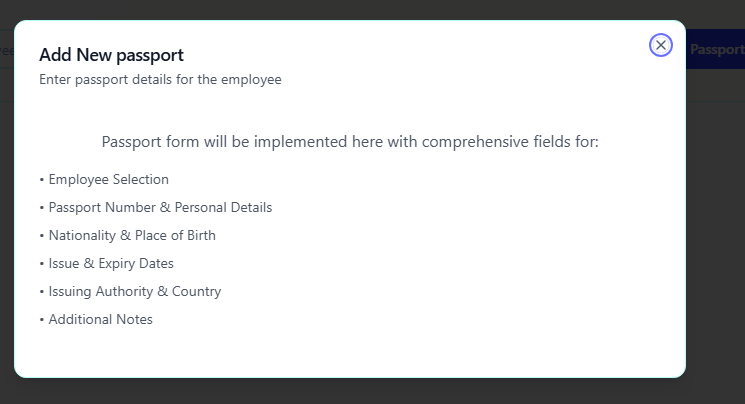 Add New passport
Enter passport details for the employee
Passport
Passport form will be implemented here with comprehensive fields for:
• Employee Selection
• Passport Number & Personal Details
• Nationality & Place of Birth
• Issue & Expiry Dates
• Issuing Authority & Country
• Additional Notes